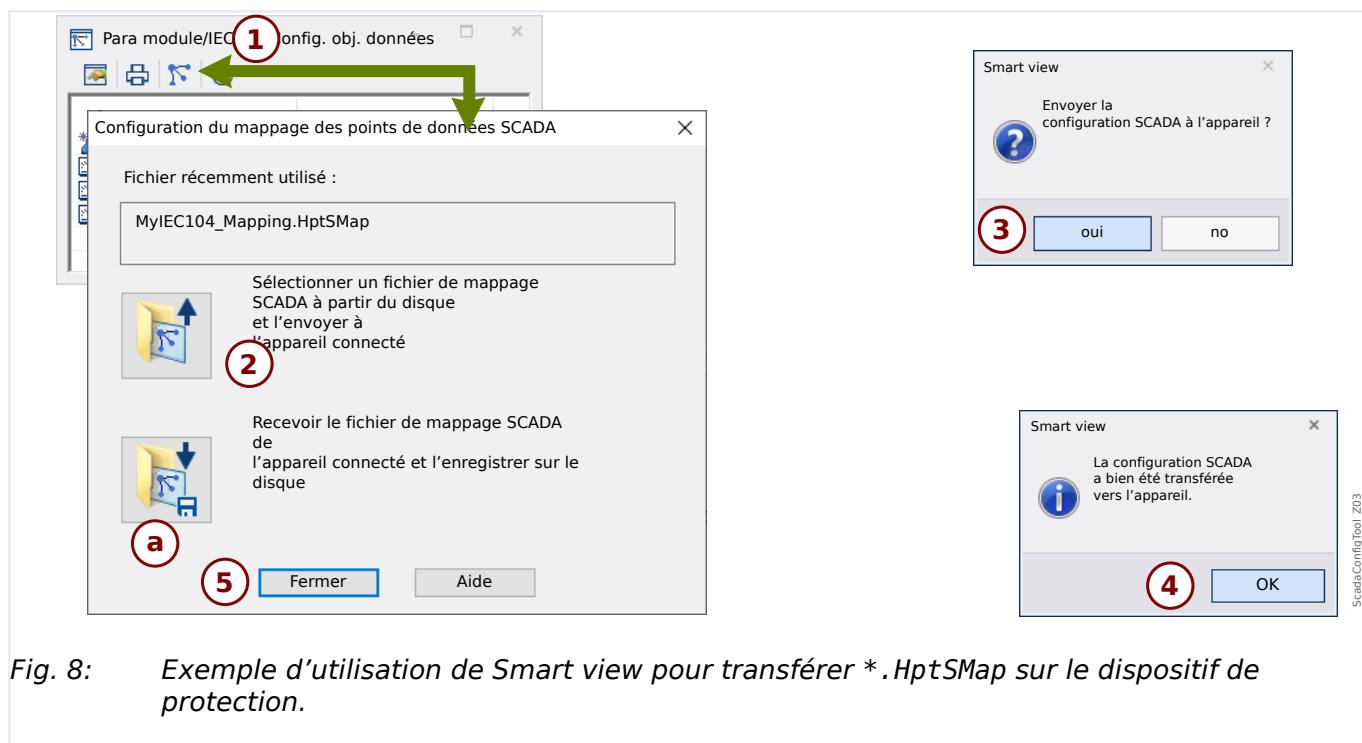 Para module/IEC 1 onfig. obj. données
Configuration du mappage des points de données SCADA
Fichier récemment utilisé :
MyIEC104_Mapping.HptSMap
Sélectionner un fichier de mappage
SCADA à partir du disque
et l’envoyer à
l’appareil connecté
2
Recevoir le fichier de mappage SCADA
de
l’appareil connecté et l’enregistrer sur le
disque
a
5 Fermer Aide
Smart view
Envoyer la
configuration SCADA à l’appareil ?
3 oui no
Smart view
La configuration SCADA
a bien été transférée
vers l’appareil.
4 OK
ScadaConfigTool_Z03
Fig. 8: Exemple d’utilisation de Smart view pour transférer *.HptSMap sur le dispositif de
protection.